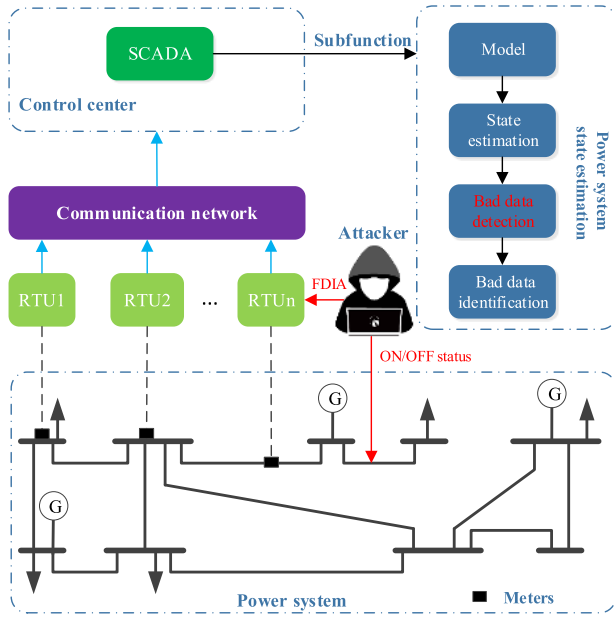 SCADA
Control center
Subfunction
Model
State
estimation
Bad data
detection
Bad data
identification
Power system
state estimation
Communication network
Attacker
RTU1
RTU2
...
RTUn
FDIA
ON/OFF status
G
G
G
Meters
Power system